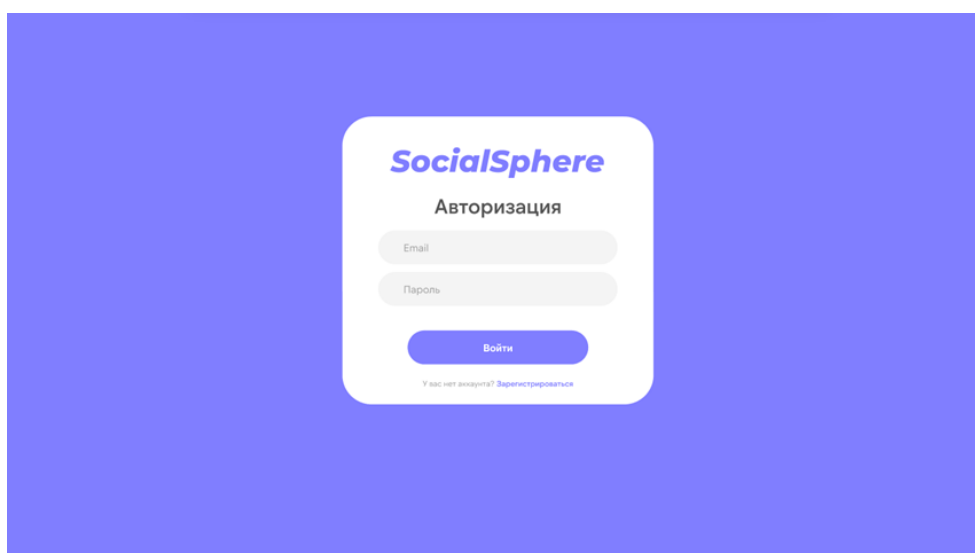 SocialSphere
Авторизация
Email
Пароль
Войти
У вас нет аккаунта? Зарегистрироваться